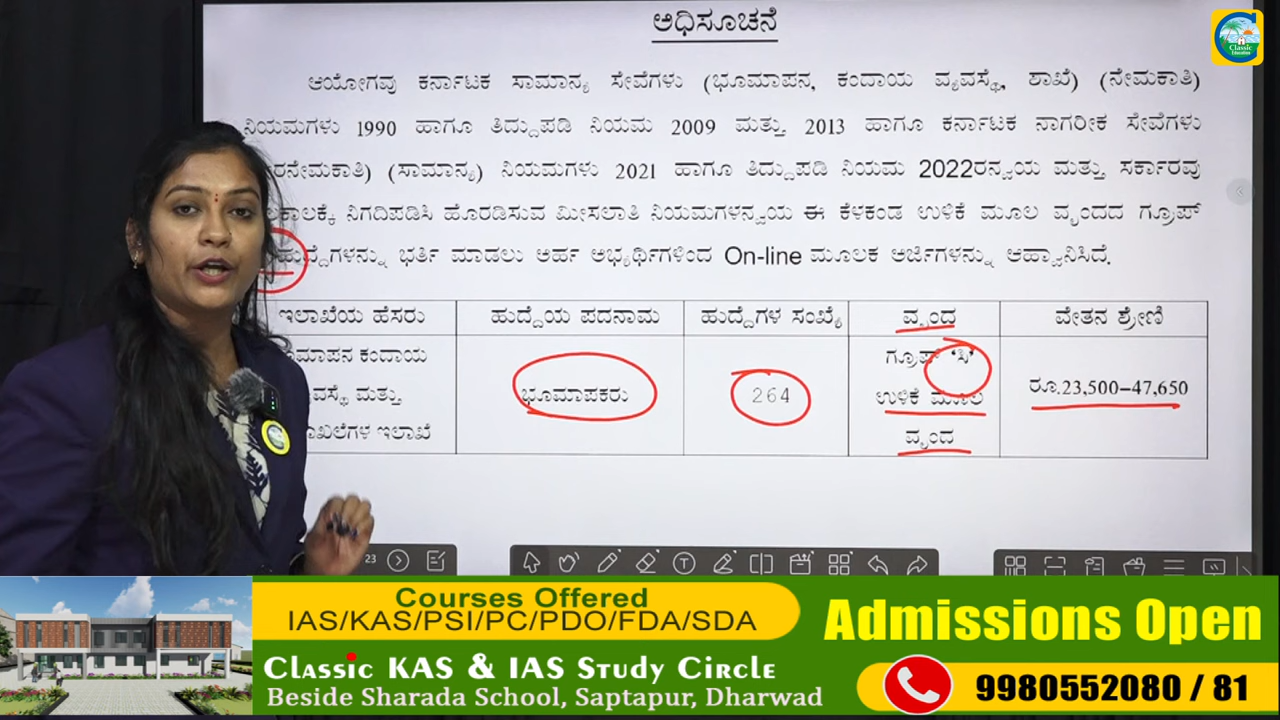 ಅಧಿಸೂಚನೆ
Classic
Education
ಆಯೋಗವು ಕರ್ನಾಟಕ ಸಾಮಾನ್ಯ ಸೇವೆಗಳು (ಭೂಮಾಪನ, ಕಂದಾಯ ವ್ಯವಸ್ಥೆ, ಶಾಖೆ) (ನೇಮಕಾತಿ)
ನಿಯಮಗಳು 1990 ಹಾಗೂ ತಿದ್ದುಪಡಿ ನಿಯಮ 2009 ಮತ್ತು 2013 ಹಾಗೂ ಕರ್ನಾಟಕ ನಾಗರೀಕ ಸೇವೆಗಳು
ರನೇಮಕಾತಿ) (ಸಾಮಾನ್ಯ) ನಿಯಮಗಳು 2021 ಹಾಗೂ ತಿದ್ದುಪಡಿ ನಿಯಮ 2022ರನ್ವಯ ಮತ್ತು ಸರ್ಕಾರವು
ಲಕಾಲಕ್ಕೆ ನಿಗದಿಪಡಿಸಿ ಹೊರಡಿಸುವ ಮೀಸಲಾತಿ ನಿಯಮಗಳನ್ವಯ ಈ ಕೆಳಕಂಡ ಉಳಿಕೆ ಮೂಲ ವೃಂದದ ಗ್ರೂಪ್
ಹುದ್ದೆಗಳನ್ನು ಭರ್ತಿ ಮಾಡಲು ಅರ್ಹ ಅಭ್ಯರ್ಥಿಗಳಿಂದ On-line ಮೂಲಕ ಅರ್ಜಿಗಳನ್ನು ಆಹ್ವಾನಿಸಿದೆ.
ಇಲಾಖೆಯ ಹೆಸರು ಹುದ್ದೆಯ ಪದನಾಮ ಹುದ್ದೆಗಳ ಸಂಖ್ಯೆ ವೃಂದ ವೇತನ ಶ್ರೇಣಿ
ಮಾಪನ ಕಂದಾಯ ಗ್ರೂಪ್ 'ಸಿ'
ವಸ್ಥೆ ಮತ್ತು ಭೂಮಾಪಕರು 264 ಉಳಿಕೆ ಮೂಲ ರೂ.23,500–47,650
ಖಲೆಗಳ ಇಲಾಖೆ ವೃಂದ
23
Courses Offered
IAS/KAS/PSI/PC/PDO/FDA/SDA
Classic KAS & IAS Study Circle
Beside Sharada School, Saptapur, Dharwad
Admissions Open
9980552080 / 81